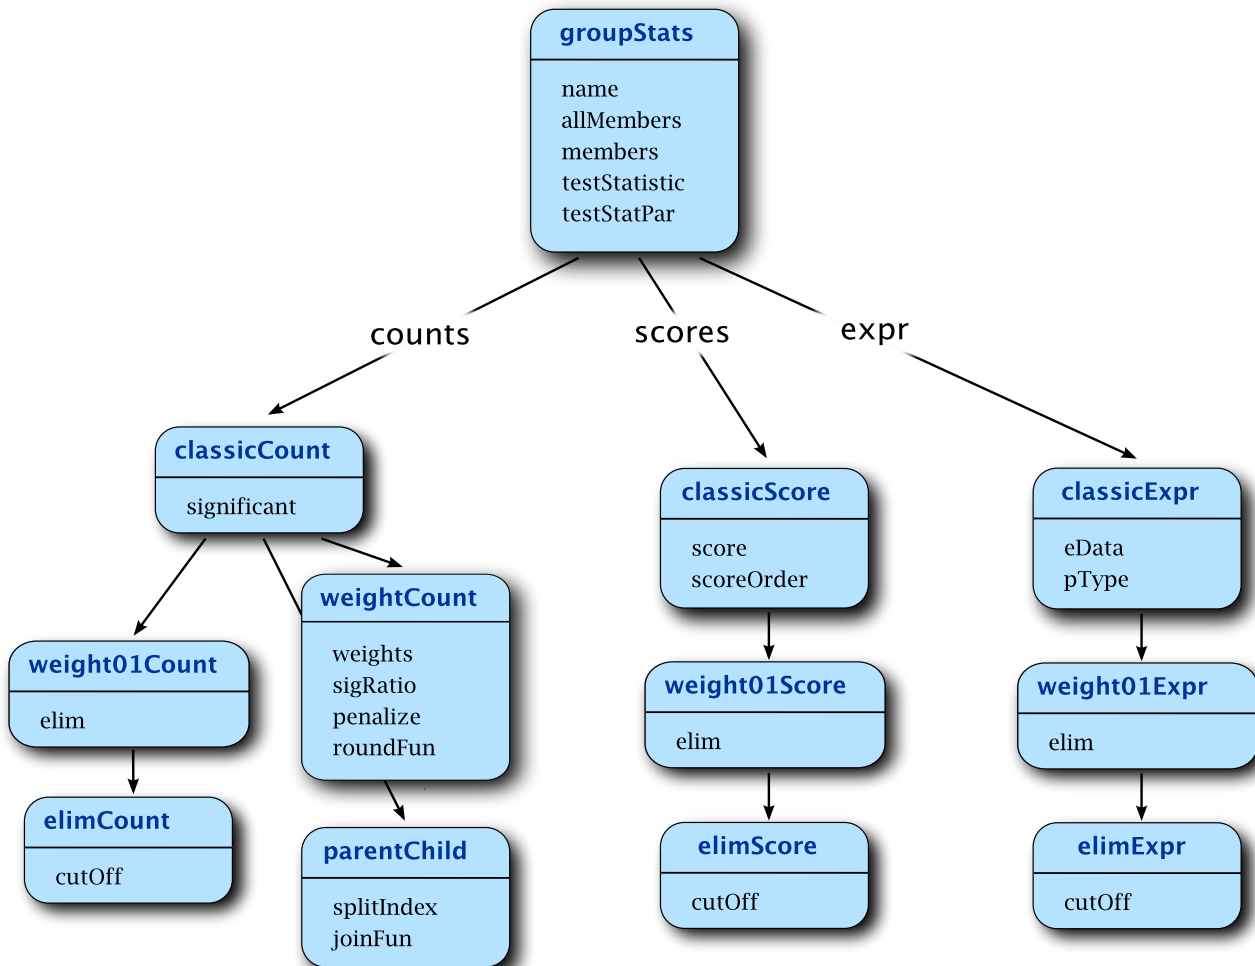 groupStats
name
allMembers
members
testStatistic
testStatPar
counts
scores
expr
classicCount
significant
classicScore
score
scoreOrder
classicExpr
eData
pType
weightCount
weights
sigRatio
penalize
roundFun
weight01Count
elim
weight01Score
elim
weight01Expr
elim
elimCount
cutOff
parentChild
splitIndex
joinFun
elimScore
cutOff
elimExpr
cutOff